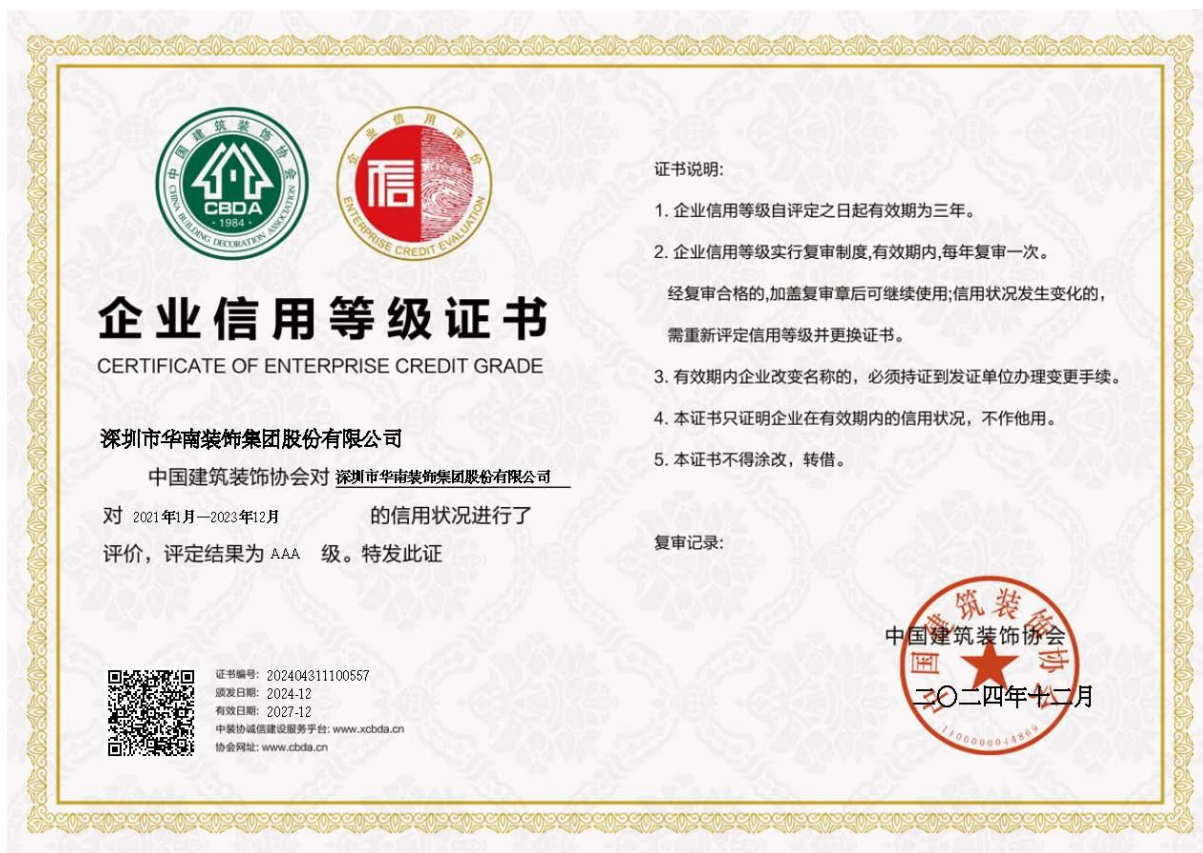 中国建筑装饰协会
CBDA
·1984·
CHINA BUILDING DECORATION ASSOCIATION
企业信用评价
信
ENTERPRISE CREDIT EVALUATION
企业信用等级证书
CERTIFICATE OF ENTERPRISE CREDIT GRADE
深圳市华南装饰集团股份有限公司
中国建筑装饰协会对 深圳市华南装饰集团股份有限公司
对 2021年1月—2023年12月 的信用状况进行了
评价，评定结果为 AAA 级。特发此证
证书编号: 202404311100557
颁发日期: 2024-12
有效日期: 2027-12
中装协诚信建设服务平台: www.xcbda.cn
协会网址: www.cbda.cn
证书说明:
1. 企业信用等级自评定之日起有效期为三年。
2. 企业信用等级实行复审制度,有效期内,每年复审一次。
经复审合格的,加盖复审章后可继续使用;信用状况发生变化的，
需重新评定信用等级并更换证书。
3. 有效期内企业改变名称的，必须持证到发证单位办理变更手续。
4. 本证书只证明企业在有效期内的信用状况，不作他用。
5. 本证书不得涂改，转借。
复审记录:
中国建筑装饰协会
二〇二四年十二月
中国建筑装饰协会